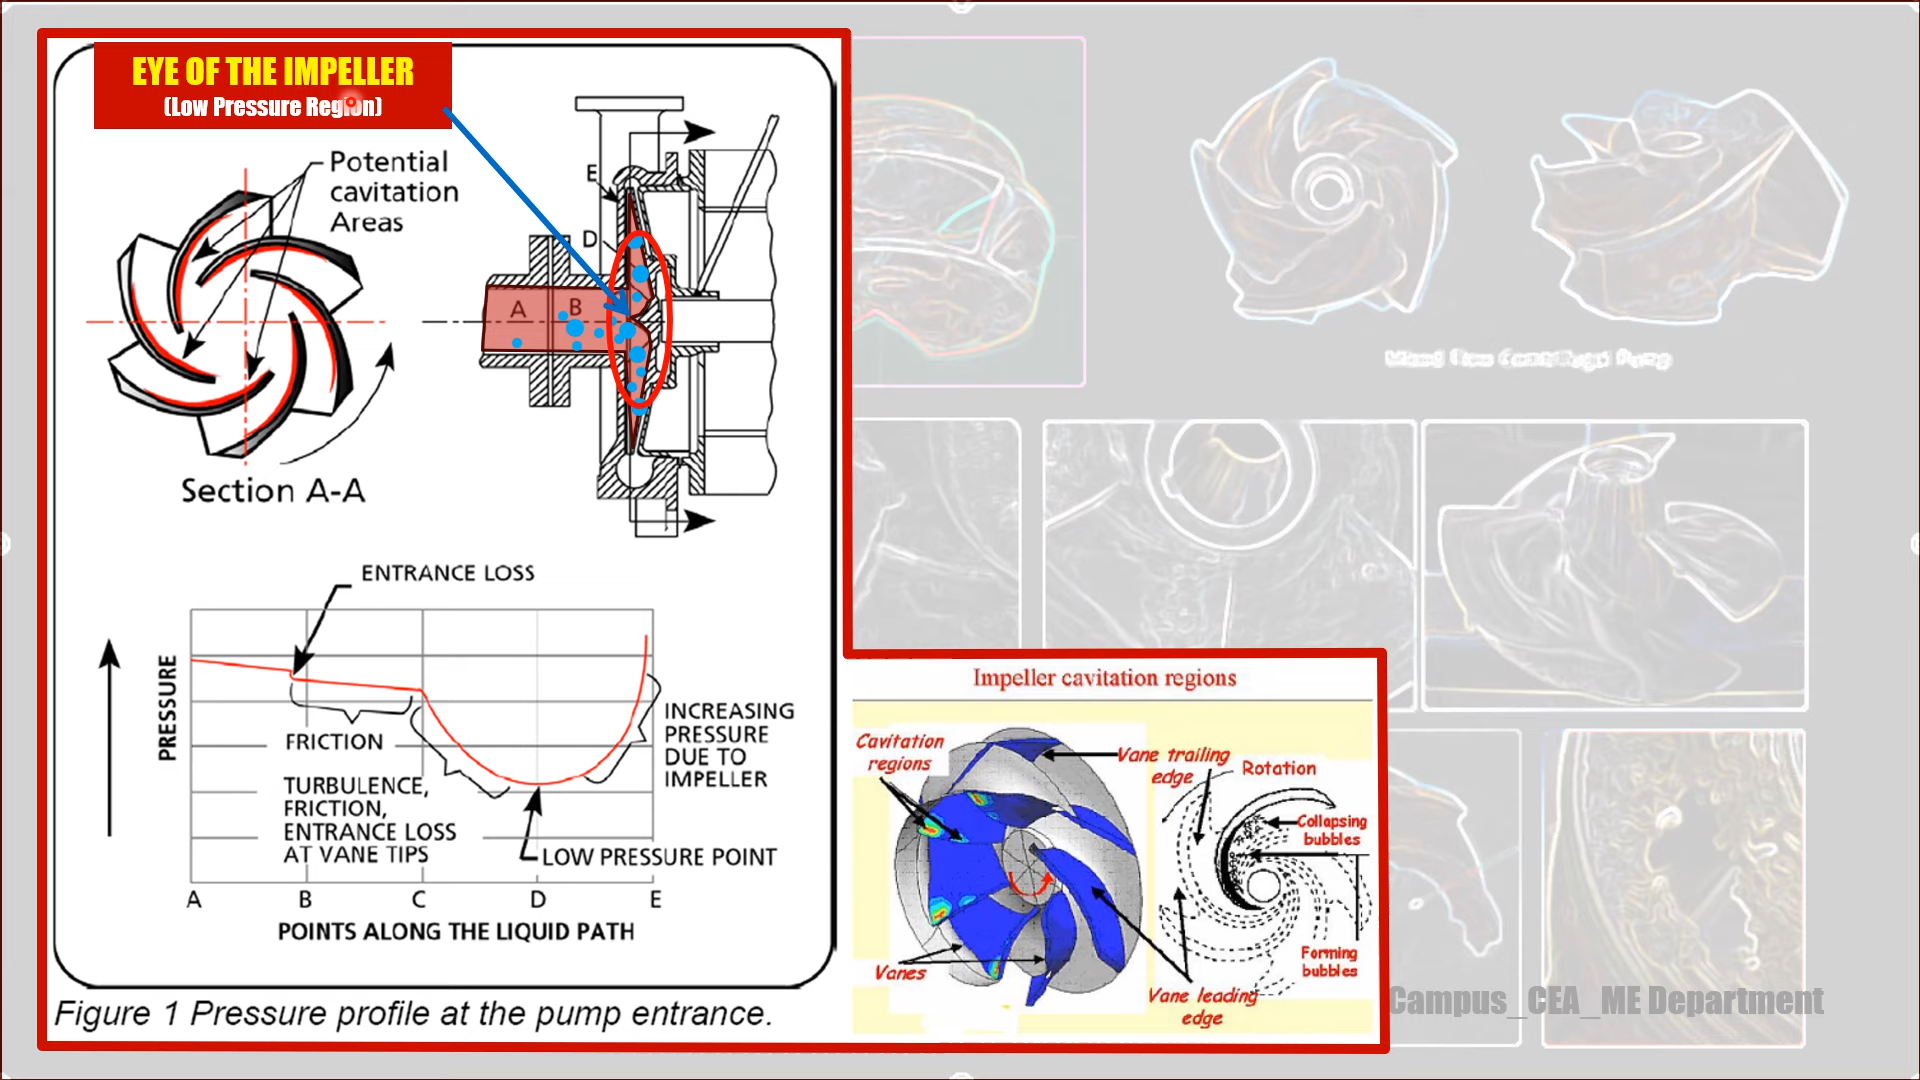 EYE OF THE IMPELLER
(Low Pressure Region)
Potential
cavitation
Areas
E
D
A
B
Section A-A
ENTRANCE LOSS
PRESSURE
FRICTION
TURBULENCE,
FRICTION,
ENTRANCE LOSS
AT VANE TIPS
INCREASING
PRESSURE
DUE TO
IMPELLER
LOW PRESSURE POINT
A B C D E
POINTS ALONG THE LIQUID PATH
Figure 1 Pressure profile at the pump entrance.
Impeller cavitation regions
Cavitation
regions
Vane trailing
edge
Rotation
Collapsing
bubbles
Vanes
Vane leading
edge
Forming
bubbles
Campus_CEA_ME Department